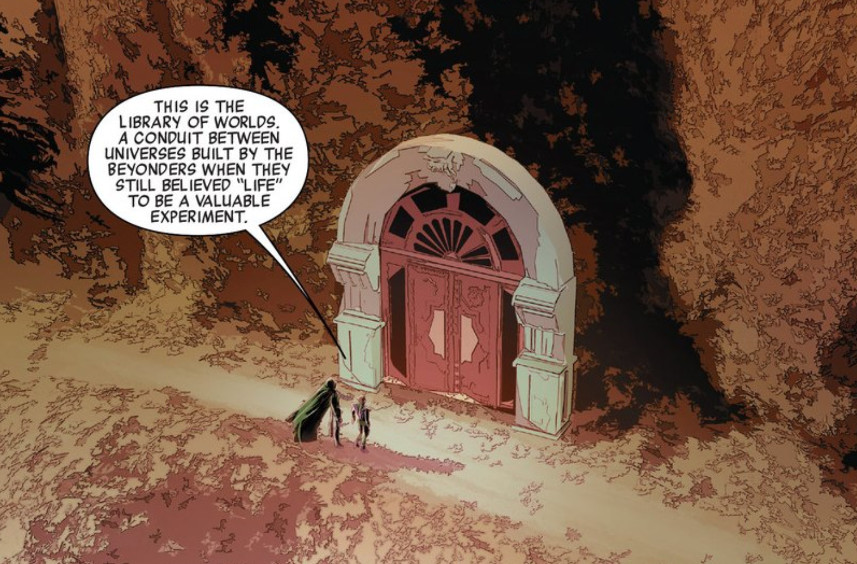 THIS IS THE
LIBRARY OF WORLDS.
A CONDUIT BETWEEN
UNIVERSES BUILT BY THE
BEYONDERS WHEN THEY
STILL BELIEVED "LIFE"
TO BE A VALUABLE
EXPERIMENT.